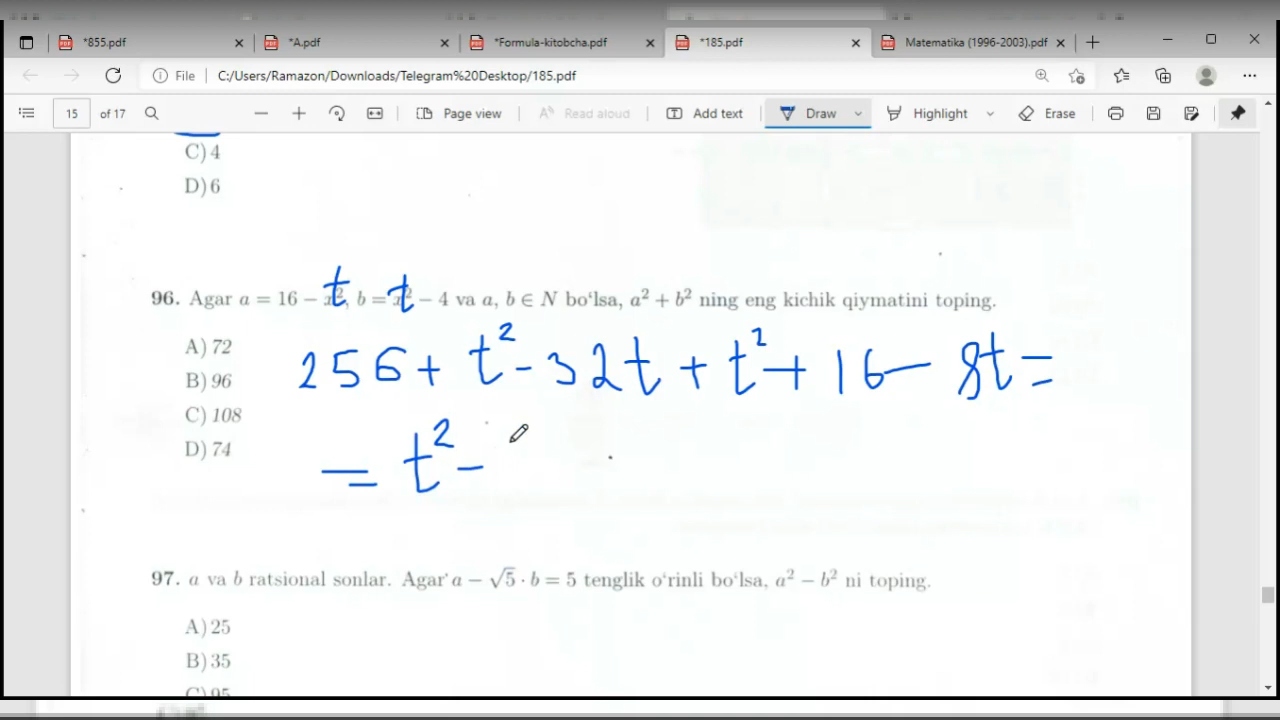 *855.pdf *A.pdf *Formula-kitobcha.pdf *185.pdf Matematika (1996-2003).pdf
File C:/Users/Ramazon/Downloads/Telegram%20Desktop/185.pdf
15 of 17 Page view Read aloud Add text Draw Highlight Erase
C) 4
D) 6
96. Agar a = 16 − t, b = t − 4 va a, b ∈ N bo‘lsa, a² + b² ning eng kichik qiymatini toping.
A) 72
B) 96
C) 108
D) 74
256 + t² - 32t + t² + 16 - 8t =
= t² -
97. a va b ratsional sonlar. Agar a − √5 · b = 5 tenglik o‘rinli bo‘lsa, a² − b² ni toping.
A) 25
B) 35